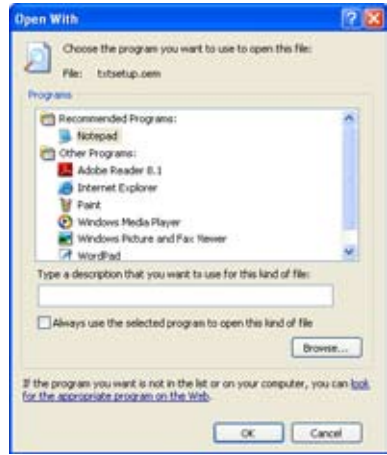 Open With
Choose the program you want to use to open this file:
File: txtsetup.oem
Programs
Recommended Programs:
Notepad
Other Programs:
Adobe Reader 8.1
Internet Explorer
Paint
Windows Media Player
Windows Picture and Fax Viewer
WordPad
Type a description that you want to use for this kind of file:
Always use the selected program to open this kind of file
Browse...
If the program you want is not in the list or on your computer, you can look
for the appropriate program on the Web.
OK Cancel